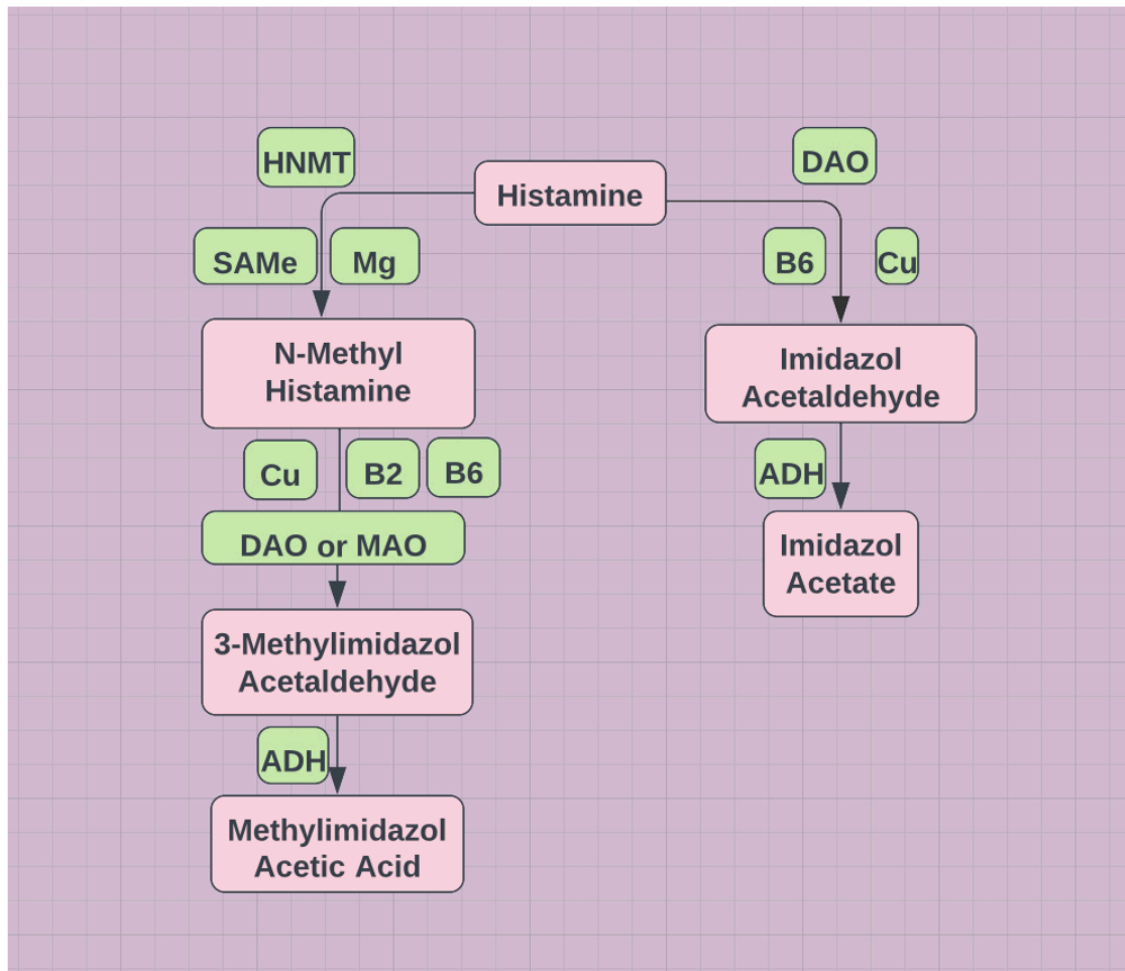 HNMT
DAO
Histamine
SAMe
Mg
B6
Cu
N-Methyl
Histamine
Imidazol
Acetaldehyde
Cu
B2
B6
ADH
DAO or MAO
Imidazol
Acetate
3-Methylimidazol
Acetaldehyde
ADH
Methylimidazol
Acetic Acid